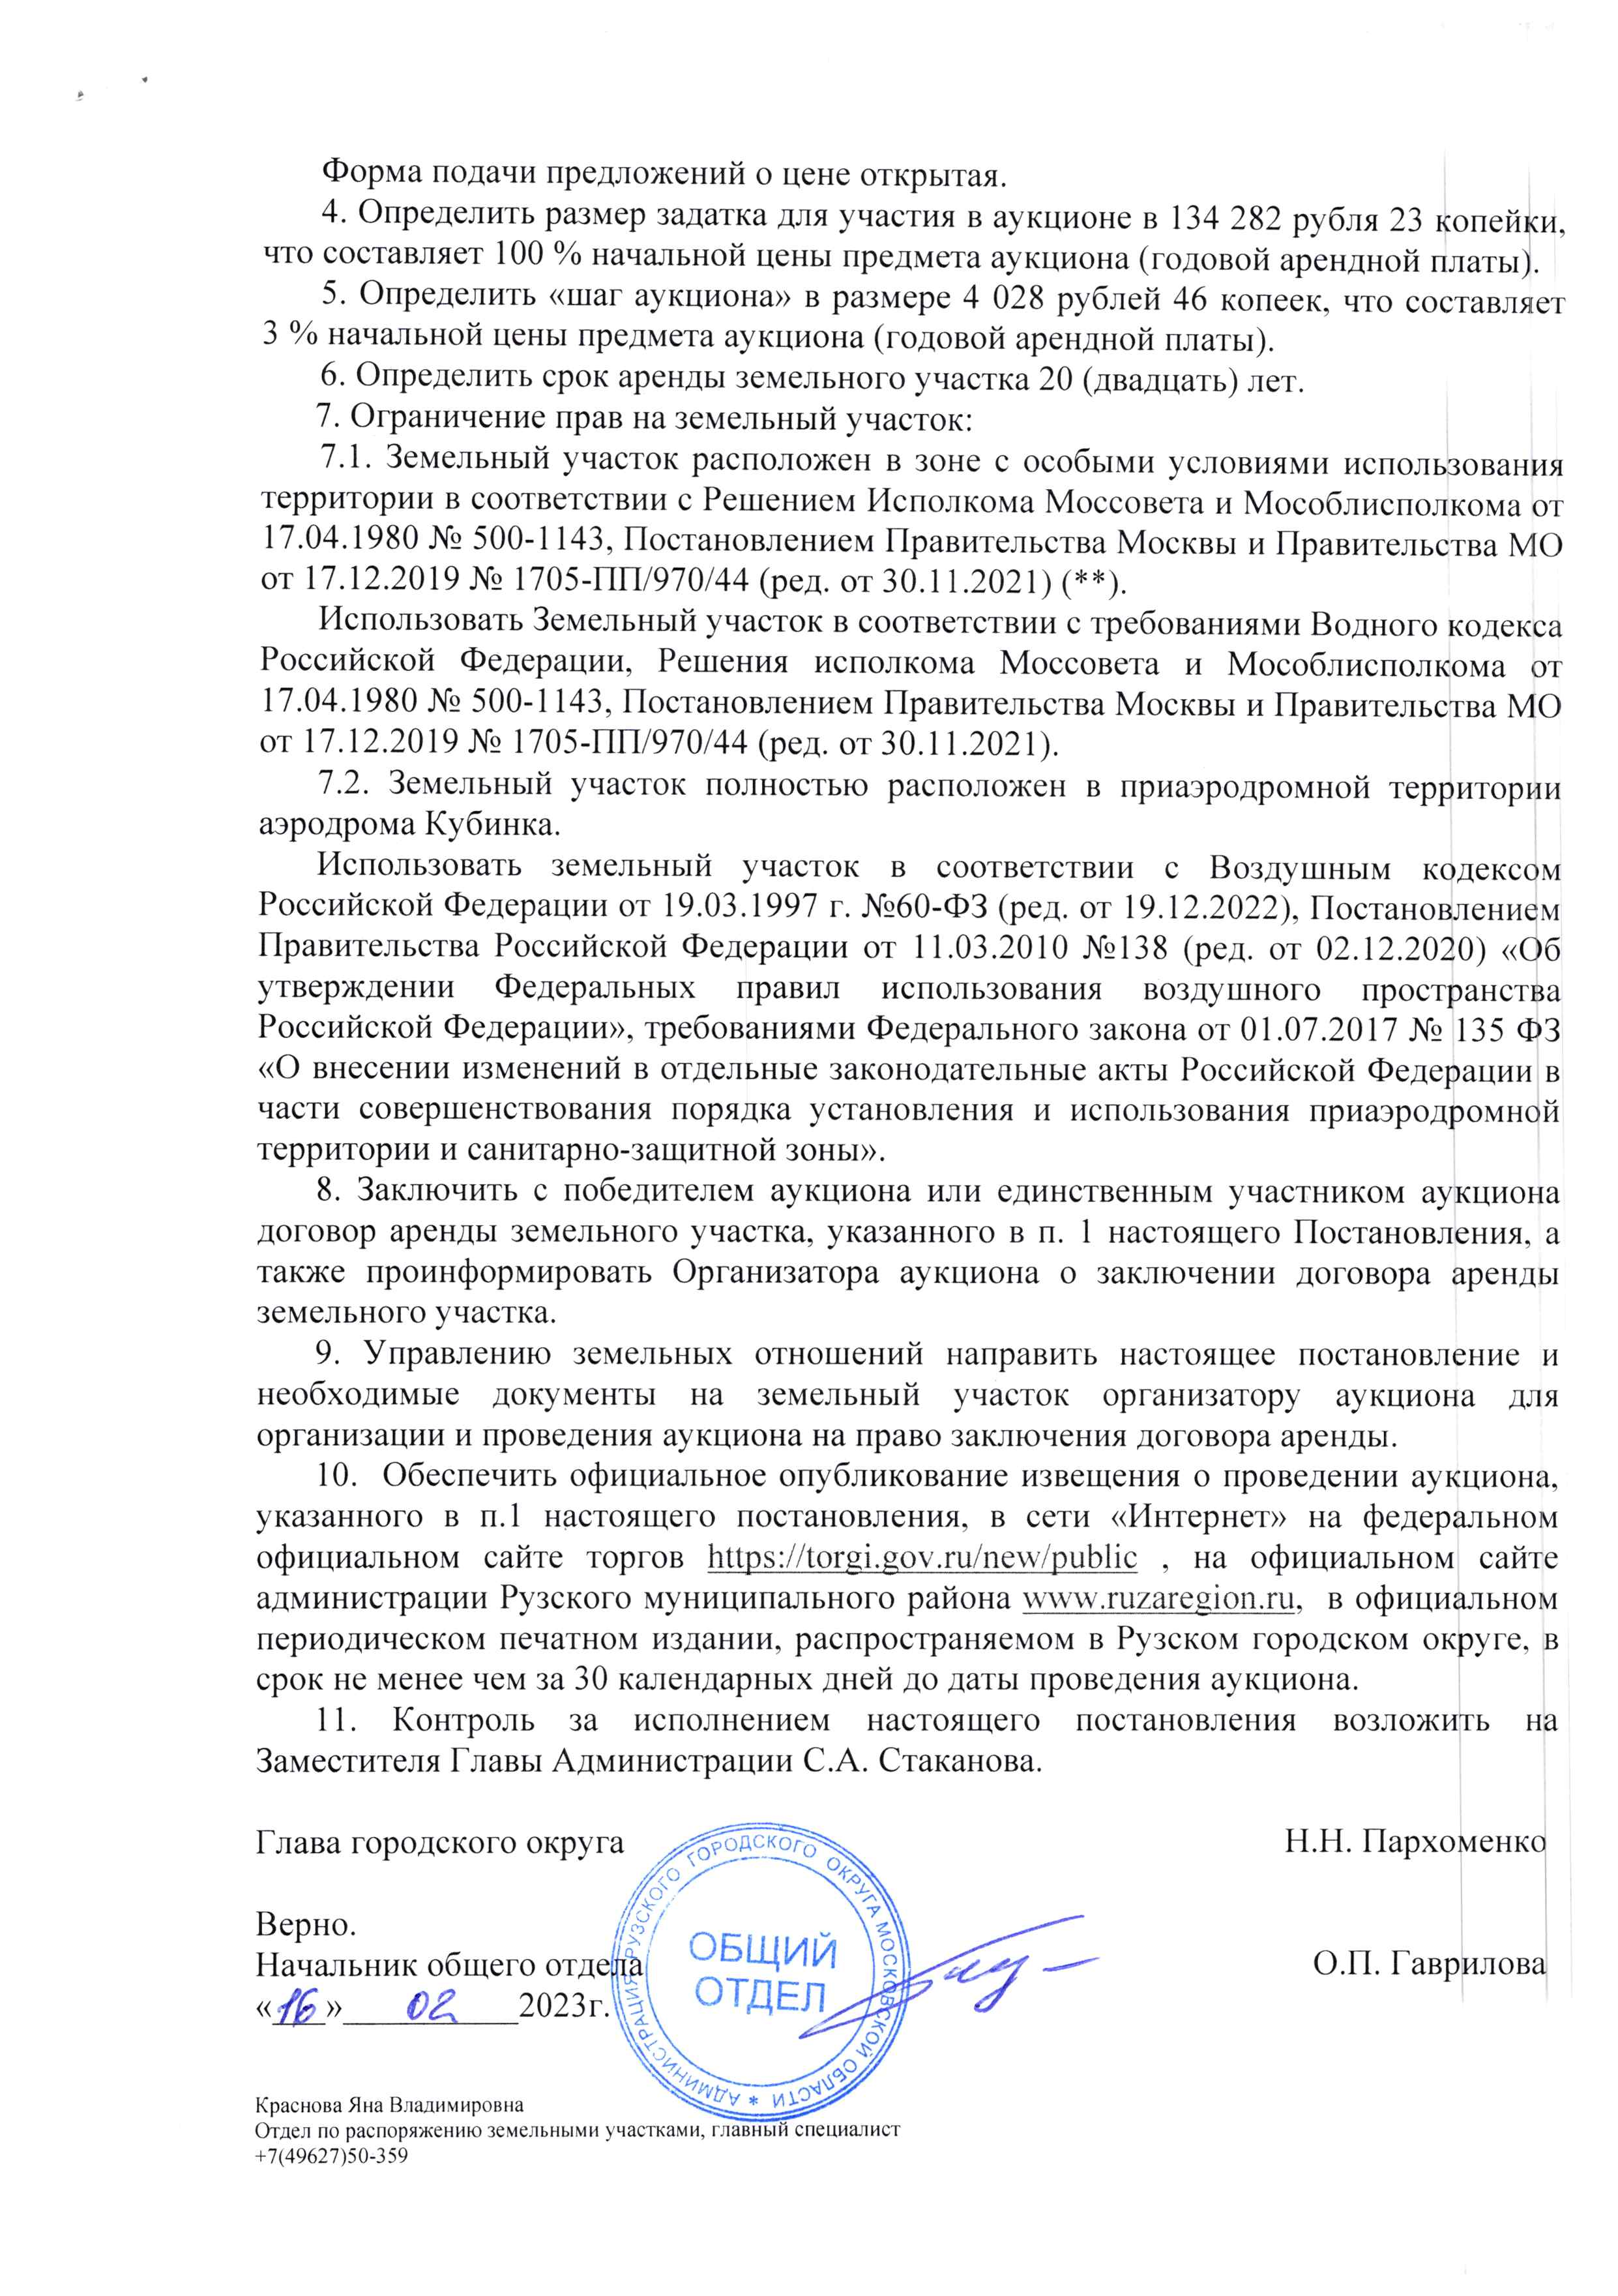 Форма подачи предложений о цене открытая.
4. Определить размер задатка для участия в аукционе в 134 282 рубля 23 копейки,
что составляет 100 % начальной цены предмета аукциона (годовой арендной платы).
5. Определить «шаг аукциона» в размере 4 028 рублей 46 копеек, что составляет
3 % начальной цены предмета аукциона (годовой арендной платы).
6. Определить срок аренды земельного участка 20 (двадцать) лет.
7. Ограничение прав на земельный участок:
7.1. Земельный участок расположен в зоне с особыми условиями использования
территории в соответствии с Решением Исполкома Моссовета и Мособлисполкома от
17.04.1980 № 500-1143, Постановлением Правительства Москвы и Правительства МО
от 17.12.2019 № 1705-ПП/970/44 (ред. от 30.11.2021) (**).
Использовать Земельный участок в соответствии с требованиями Водного кодекса
Российской Федерации, Решения исполкома Моссовета и Мособлисполкома от
17.04.1980 № 500-1143, Постановлением Правительства Москвы и Правительства МО
от 17.12.2019 № 1705-ПП/970/44 (ред. от 30.11.2021).
7.2. Земельный участок полностью расположен в приаэродромной территории
аэродрома Кубинка.
Использовать земельный участок в соответствии с Воздушным кодексом
Российской Федерации от 19.03.1997 г. №60-ФЗ (ред. от 19.12.2022), Постановлением
Правительства Российской Федерации от 11.03.2010 №138 (ред. от 02.12.2020) «Об
утверждении Федеральных правил использования воздушного пространства
Российской Федерации», требованиями Федерального закона от 01.07.2017 № 135 ФЗ
«О внесении изменений в отдельные законодательные акты Российской Федерации в
части совершенствования порядка установления и использования приаэродромной
территории и санитарно-защитной зоны».
8. Заключить с победителем аукциона или единственным участником аукциона
договор аренды земельного участка, указанного в п. 1 настоящего Постановления, а
также проинформировать Организатора аукциона о заключении договора аренды
земельного участка.
9. Управлению земельных отношений направить настоящее постановление и
необходимые документы на земельный участок организатору аукциона для
организации и проведения аукциона на право заключения договора аренды.
10. Обеспечить официальное опубликование извещения о проведении аукциона,
указанного в п.1 настоящего постановления, в сети «Интернет» на федеральном
официальном сайте торгов https://torgi.gov.ru/new/public , на официальном сайте
администрации Рузского муниципального района www.ruzaregion.ru, в официальном
периодическом печатном издании, распространяемом в Рузском городском округе, в
срок не менее чем за 30 календарных дней до даты проведения аукциона.
11. Контроль за исполнением настоящего постановления возложить на
Заместителя Главы Администрации С.А. Стаканова.
Глава городского округа Н.Н. Пархоменко
Верно.
Начальник общего отдела О.П. Гаврилова
«16» 02 2023г.
АДМИНИСТРАЦИЯ РУЗСКОГО ГОРОДСКОГО ОКРУГА МОСКОВСКОЙ ОБЛАСТИ *
ОБЩИЙ
ОТДЕЛ
Краснова Яна Владимировна
Отдел по распоряжению земельными участками, главный специалист
+7(49627)50-359